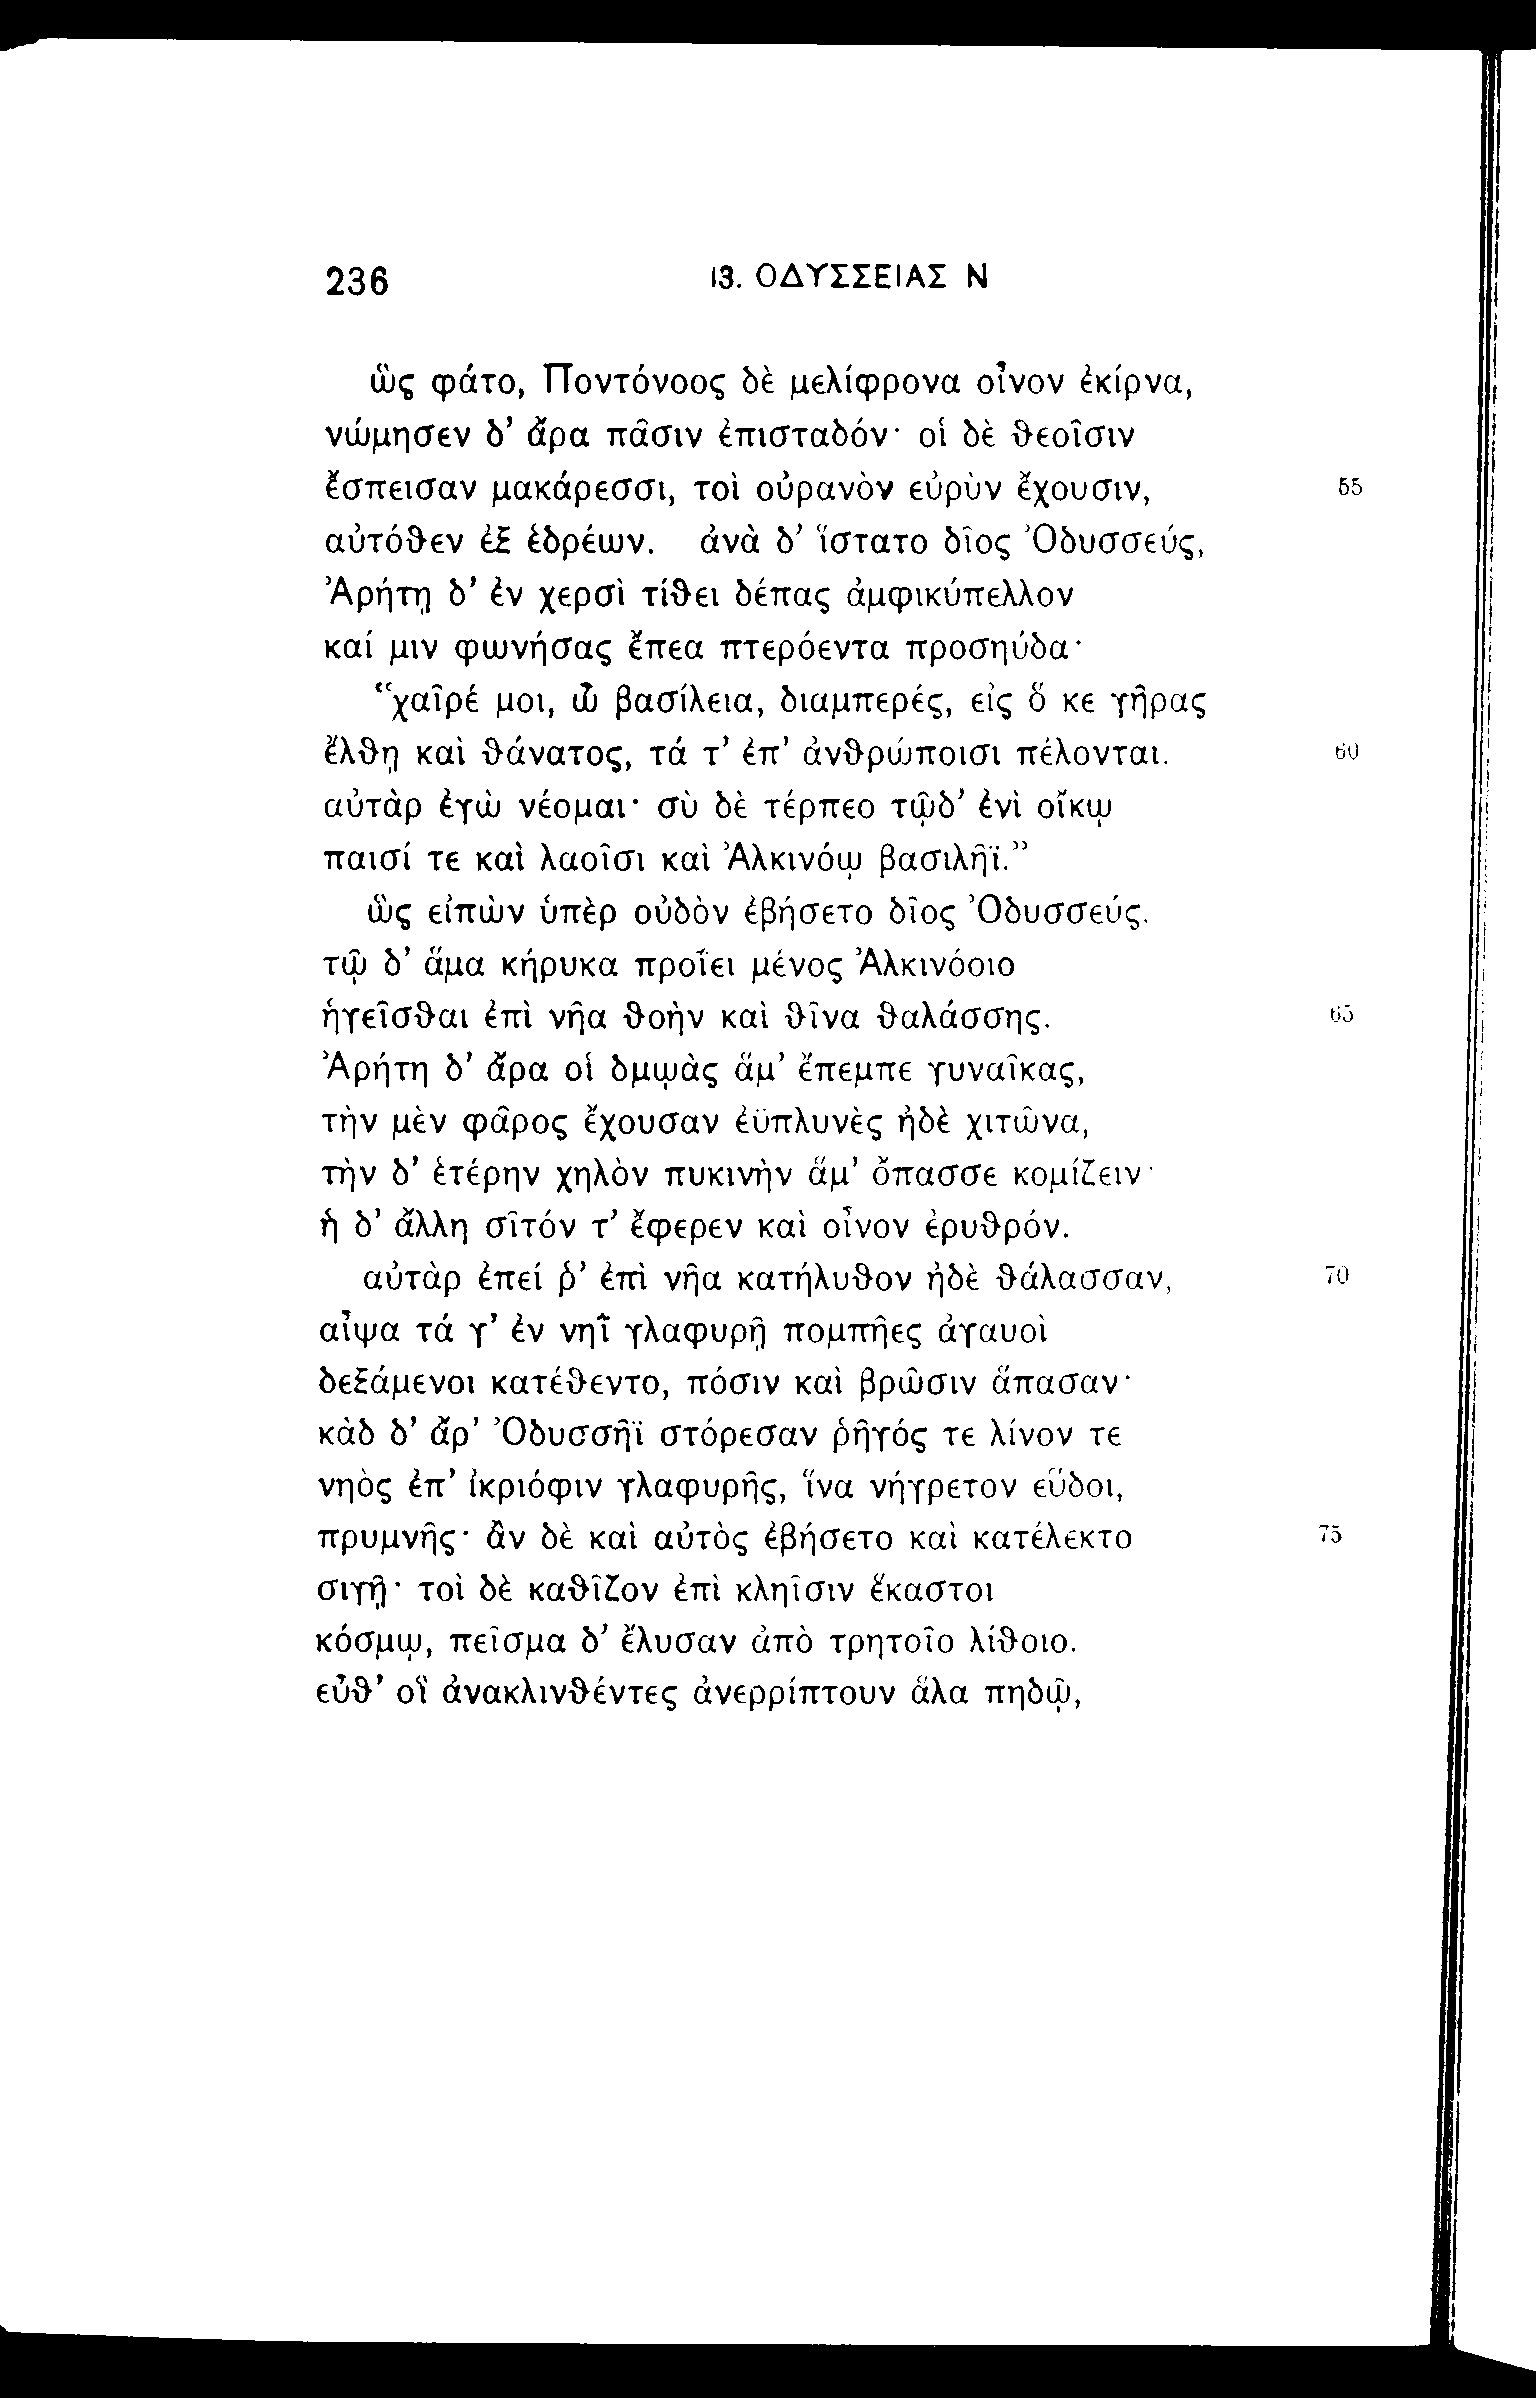 236 13. ΟΔΥΣΣΕΙΑΣ Ν
ὣς φάτο, Ποντόνοος δὲ μελίφρονα οἶνον ἐκίρνα,
νώμησεν δ’ ἄρα πᾶσιν ἐπισταδόν· οἱ δὲ ϑεοῖσιν
ἔσπεισαν μακάρεσσι, τοὶ οὐρανὸν εὐρὺν ἔχουσιν, 55
αὐτόϑεν ἐξ ἑδρέων. ἀνὰ δ’ ἵστατο δῖος Ὀδυσσεύς,
Ἀρήτῃ δ’ ἐν χερσὶ τίϑει δέπας ἀμφικύπελλον
καί μιν φωνήσας ἔπεα πτερόεντα προσηύδα·
“χαῖρέ μοι, ὦ βασίλεια, διαμπερές, εἰς ὅ κε γῆρας
ἔλϑῃ καὶ ϑάνατος, τά τ’ ἐπ’ ἀνϑρώποισι πέλονται. 60
αὐτὰρ ἐγὼ νέομαι· σὺ δὲ τέρπεο τῷδ’ ἐνὶ οἴκῳ
παισί τε καὶ λαοῖσι καὶ Ἀλκινόῳ βασιλῆϊ.”
ὣς εἰπὼν ὑπὲρ οὐδὸν ἐβήσετο δῖος Ὀδυσσεύς.
τῷ δ’ ἅμα κήρυκα προΐει μένος Ἀλκινόοιο
ἡγεῖσϑαι ἐπὶ νῆα ϑοὴν καὶ ϑῖνα ϑαλάσσης. 65
Ἀρήτη δ’ ἄρα οἱ δμῳὰς ἅμ’ ἔπεμπε γυναῖκας,
τὴν μὲν φᾶρος ἔχουσαν ἐϋπλυνὲς ἠδὲ χιτῶνα,
τὴν δ’ ἑτέρην χηλὸν πυκινὴν ἅμ’ ὄπασσε κομίζειν·
ἡ δ’ ἄλλη σῖτόν τ’ ἔφερεν καὶ οἶνον ἐρυϑρόν.
αὐτὰρ ἐπεί ῥ’ ἐπὶ νῆα κατήλυϑον ἠδὲ ϑάλασσαν, 70
αἶψα τά γ’ ἐν νηῒ γλαφυρῇ πομπῆες ἀγαυοὶ
δεξάμενοι κατέϑεντο, πόσιν καὶ βρῶσιν ἅπασαν·
κὰδ δ’ ἄρ’ Ὀδυσσῆϊ στόρεσαν ῥῆγός τε λίνον τε
νηὸς ἐπ’ ἰκριόφιν γλαφυρῆς, ἵνα νήγρετον εὕδοι,
πρυμνῆς· ἂν δὲ καὶ αὐτὸς ἐβήσετο καὶ κατέλεκτο 75
σιγῇ· τοὶ δὲ καϑῖζον ἐπὶ κληῖσιν ἕκαστοι
κόσμῳ, πεῖσμα δ’ ἔλυσαν ἀπὸ τρητοῖο λίϑοιο.
εὖϑ’ οἳ ἀνακλινϑέντες ἀνερρίπτουν ἅλα πηδῷ,